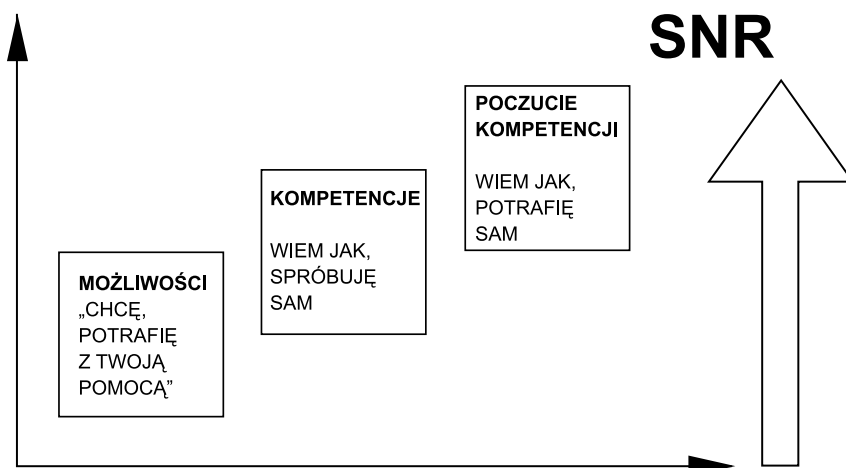 SNR
POCZUCIE
KOMPETENCJI
WIEM JAK,
POTRAFIĘ
SAM
KOMPETENCJE
WIEM JAK,
SPRÓBUJĘ
SAM
MOŻLIWOŚCI
„CHCĘ,
POTRAFIĘ
Z TWOJĄ
POMOCĄ”